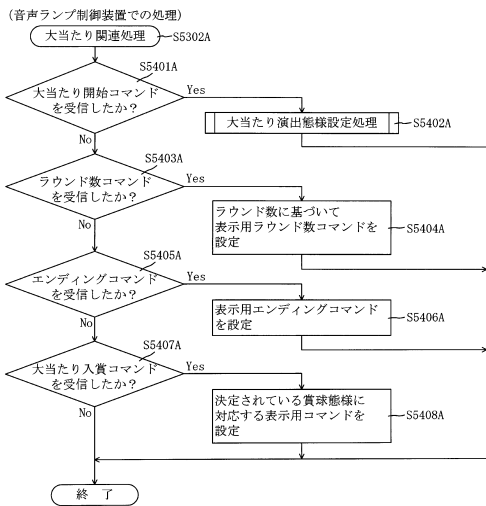 （音声ランプ制御装置での処理）
大当たり関連処理
S5302A
S5401A
大当たり開始コマンド
を受信したか？
Yes
大当たり演出態様設定処理
S5402A
No
S5403A
ラウンド数コマンド
を受信したか？
Yes
ラウンド数に基づいて
表示用ラウンド数コマンドを
設定
S5404A
No
S5405A
エンディングコマンド
を受信したか？
Yes
表示用エンディングコマンド
を設定
S5406A
No
S5407A
大当たり入賞コマンド
を受信したか？
Yes
決定されている賞球態様に
対応する表示用コマンドを
設定
S5408A
No
終 了